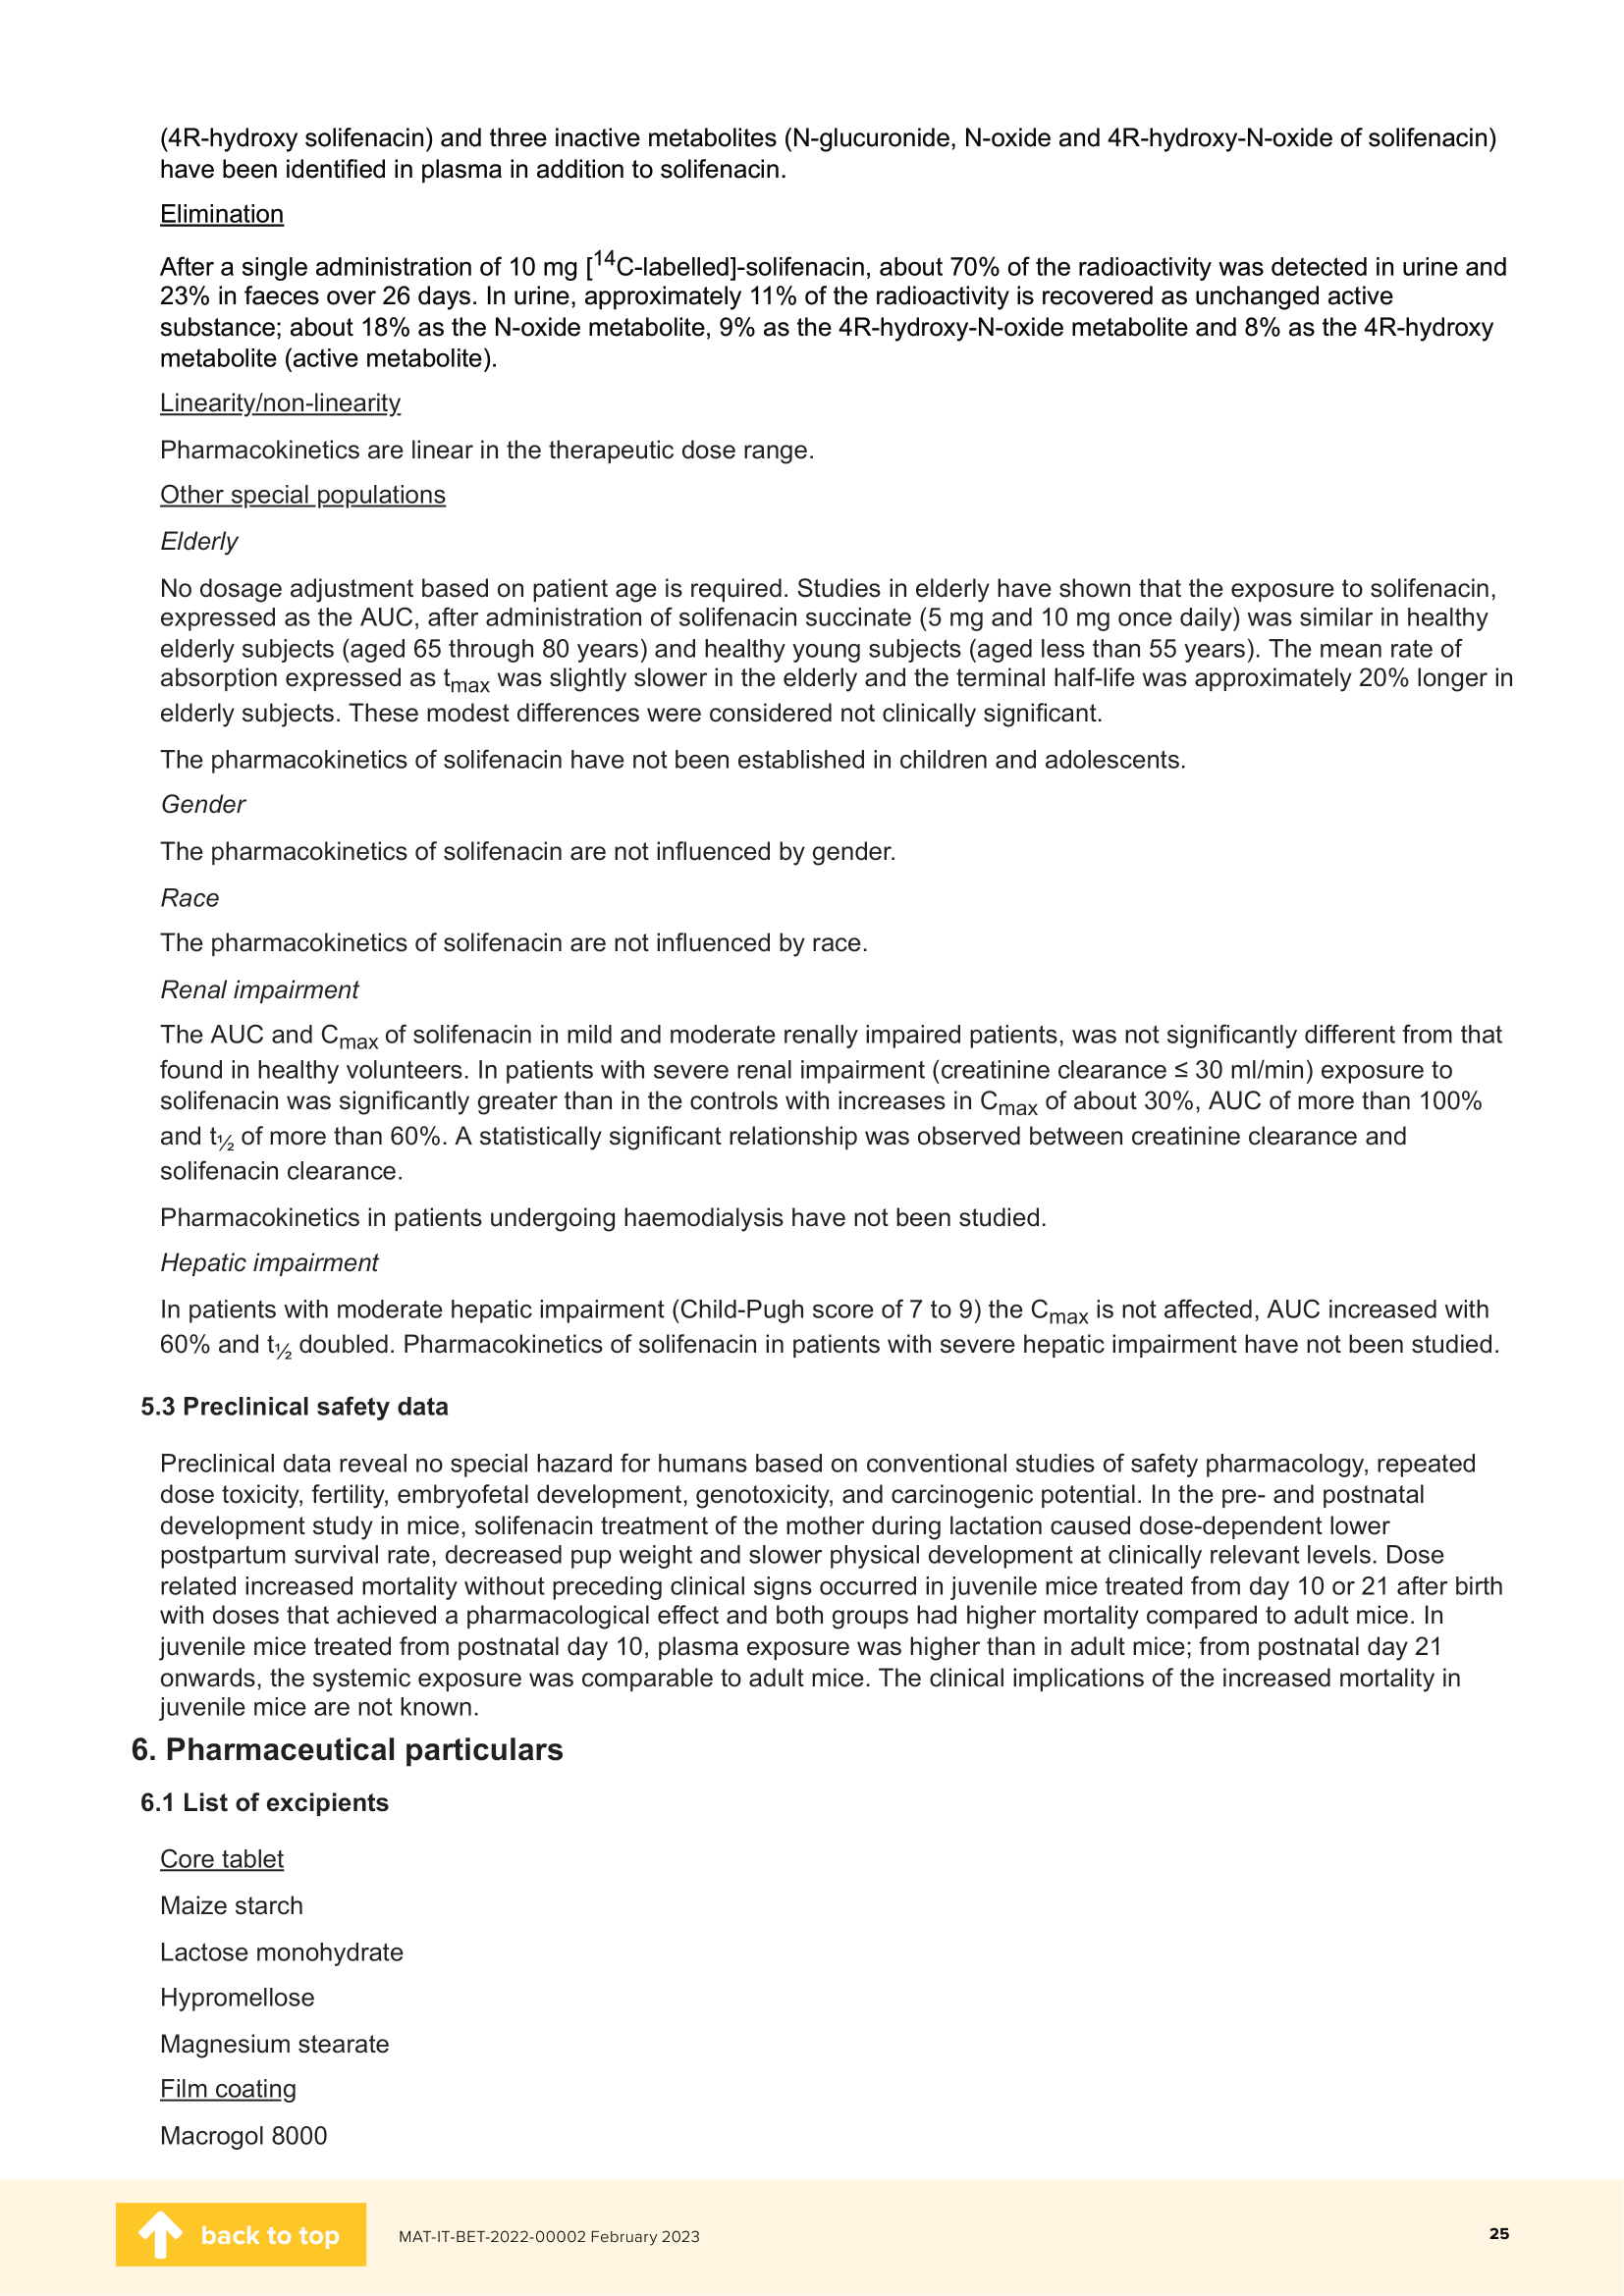 (4R-hydroxy solifenacin) and three inactive metabolites (N-glucuronide, N-oxide and 4R-hydroxy-N-oxide of solifenacin)
have been identified in plasma in addition to solifenacin.
Elimination
After a single administration of 10 mg [14C-labelled]-solifenacin, about 70% of the radioactivity was detected in urine and
23% in faeces over 26 days. In urine, approximately 11% of the radioactivity is recovered as unchanged active
substance; about 18% as the N-oxide metabolite, 9% as the 4R-hydroxy-N-oxide metabolite and 8% as the 4R-hydroxy
metabolite (active metabolite).
Linearity/non-linearity
Pharmacokinetics are linear in the therapeutic dose range.
Other special populations
Elderly
No dosage adjustment based on patient age is required. Studies in elderly have shown that the exposure to solifenacin,
expressed as the AUC, after administration of solifenacin succinate (5 mg and 10 mg once daily) was similar in healthy
elderly subjects (aged 65 through 80 years) and healthy young subjects (aged less than 55 years). The mean rate of
absorption expressed as tmax was slightly slower in the elderly and the terminal half-life was approximately 20% longer in
elderly subjects. These modest differences were considered not clinically significant.
The pharmacokinetics of solifenacin have not been established in children and adolescents.
Gender
The pharmacokinetics of solifenacin are not influenced by gender.
Race
The pharmacokinetics of solifenacin are not influenced by race.
Renal impairment
The AUC and Cmax of solifenacin in mild and moderate renally impaired patients, was not significantly different from that
found in healthy volunteers. In patients with severe renal impairment (creatinine clearance ≤ 30 ml/min) exposure to
solifenacin was significantly greater than in the controls with increases in Cmax of about 30%, AUC of more than 100%
and t½ of more than 60%. A statistically significant relationship was observed between creatinine clearance and
solifenacin clearance.
Pharmacokinetics in patients undergoing haemodialysis have not been studied.
Hepatic impairment
In patients with moderate hepatic impairment (Child-Pugh score of 7 to 9) the Cmax is not affected, AUC increased with
60% and t½ doubled. Pharmacokinetics of solifenacin in patients with severe hepatic impairment have not been studied.
5.3 Preclinical safety data
Preclinical data reveal no special hazard for humans based on conventional studies of safety pharmacology, repeated
dose toxicity, fertility, embryofetal development, genotoxicity, and carcinogenic potential. In the pre- and postnatal
development study in mice, solifenacin treatment of the mother during lactation caused dose-dependent lower
postpartum survival rate, decreased pup weight and slower physical development at clinically relevant levels. Dose
related increased mortality without preceding clinical signs occurred in juvenile mice treated from day 10 or 21 after birth
with doses that achieved a pharmacological effect and both groups had higher mortality compared to adult mice. In
juvenile mice treated from postnatal day 10, plasma exposure was higher than in adult mice; from postnatal day 21
onwards, the systemic exposure was comparable to adult mice. The clinical implications of the increased mortality in
juvenile mice are not known.
6. Pharmaceutical particulars
6.1 List of excipients
Core tablet
Maize starch
Lactose monohydrate
Hypromellose
Magnesium stearate
Film coating
Macrogol 8000
back to top
MAT-IT-BET-2022-00002 February 2023
25